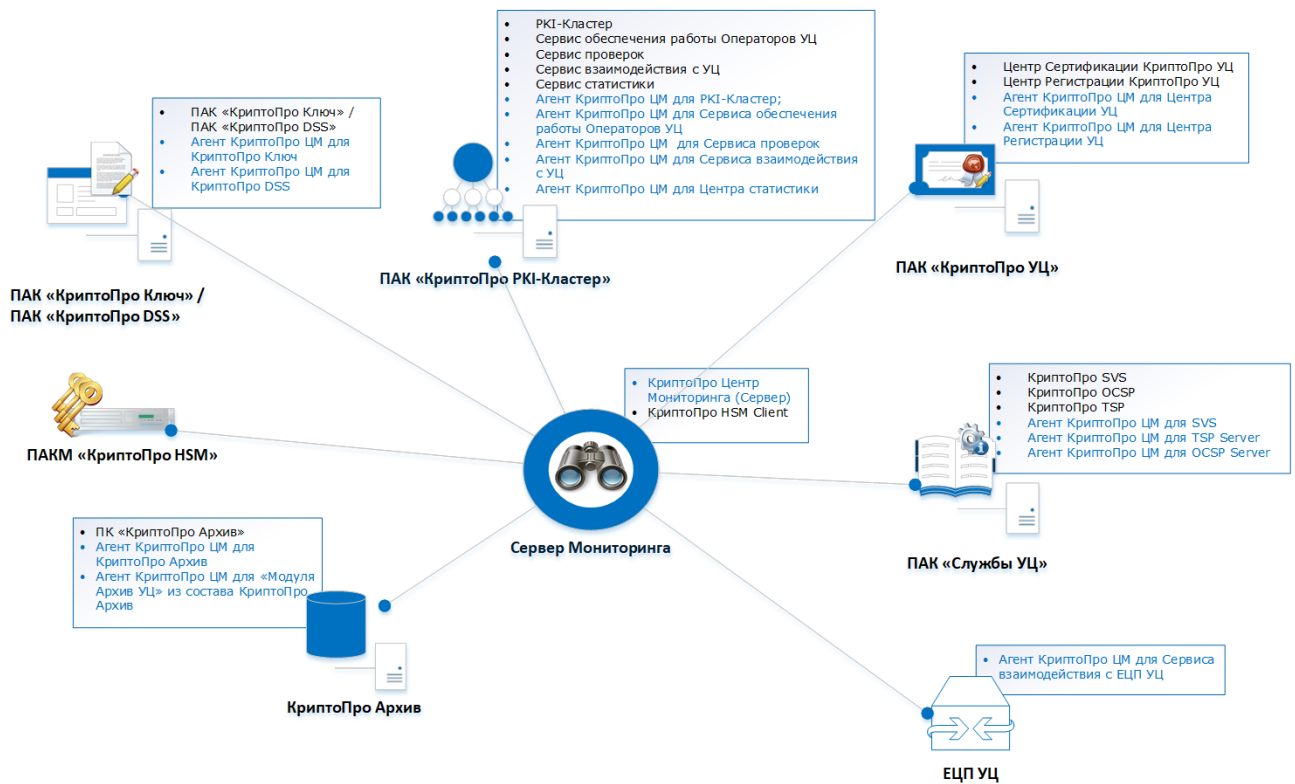 • PKI-Кластер
• Сервис обеспечения работы Операторов УЦ
• Сервис проверок
• Сервис взаимодействия с УЦ
• Сервис статистики
• Агент КриптоПро ЦМ для PKI-Кластер;
• Агент КриптоПро ЦМ для Сервиса обеспечения
работы Операторов УЦ
• Агент КриптоПро ЦМ для Сервиса проверок
• Агент КриптоПро ЦМ для Сервиса взаимодействия
с УЦ
• Агент КриптоПро ЦМ для Центра статистики
ПАК «КриптоПро PKI-Кластер»
• Центр Сертификации КриптоПро УЦ
• Центр Регистрации КриптоПро УЦ
• Агент КриптоПро ЦМ для Центра
Сертификации УЦ
• Агент КриптоПро ЦМ для Центра
Регистрации УЦ
ПАК «КриптоПро УЦ»
• ПАК «КриптоПро Ключ» /
ПАК «КриптоПро DSS»
• Агент КриптоПро ЦМ для
КриптоПро Ключ
• Агент КриптоПро ЦМ для
КриптоПро DSS
ПАК «КриптоПро Ключ» /
ПАК «КриптоПро DSS»
• КриптоПро Центр
Мониторинга (Сервер)
• КриптоПро HSM Client
Сервер Мониторинга
• КриптоПро SVS
• КриптоПро OCSP
• КриптоПро TSP
• Агент КриптоПро ЦМ для SVS
• Агент КриптоПро ЦМ для TSP Server
• Агент КриптоПро ЦМ для OCSP Server
ПАК «Службы УЦ»
ПАКМ «КриптоПро HSM»
• ПК «КриптоПро Архив»
• Агент КриптоПро ЦМ для
КриптоПро Архив
• Агент КриптоПро ЦМ для «Модуля
Архив УЦ» из состава КриптоПро
Архив
КриптоПро Архив
• Агент КриптоПро ЦМ для Сервиса
взаимодействия с ЕЦП УЦ
ЕЦП УЦ